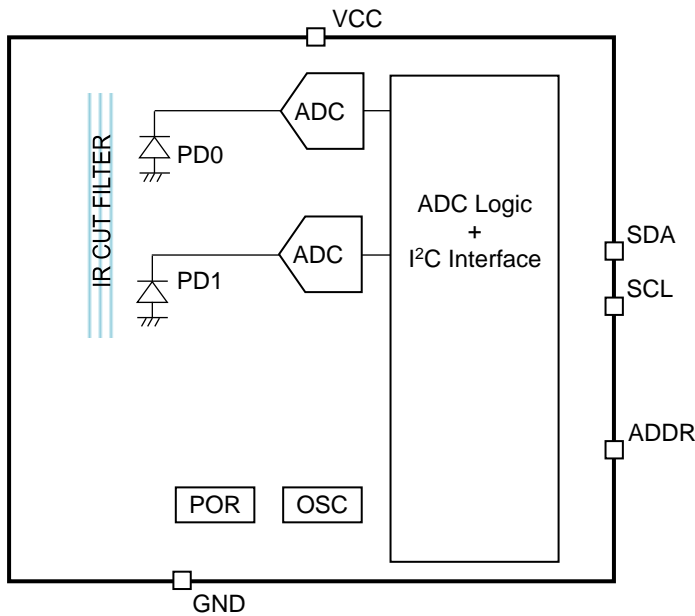 VCC
ADC
PD0
IR CUT FILTER
ADC Logic
+
I²C Interface
SDA
ADC
PD1
SCL
ADDR
POR
OSC
GND